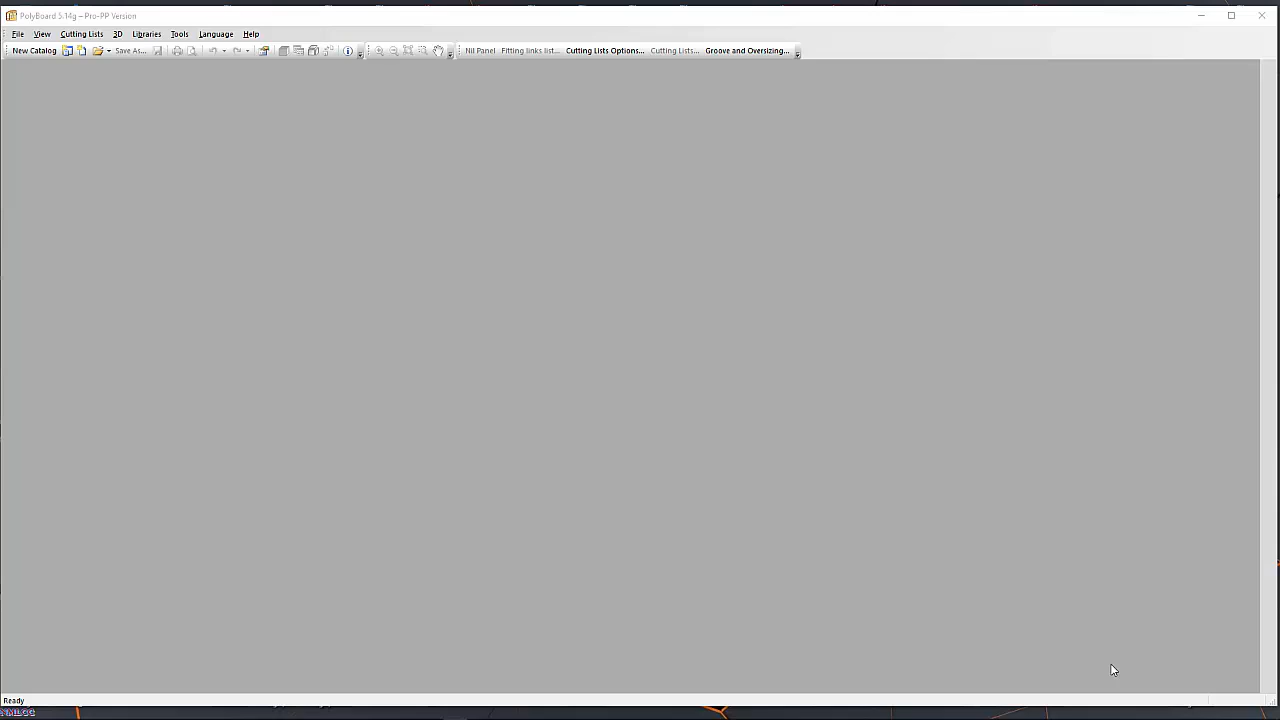 PolyBoard 5.14g – Pro-PP Version
File View Cutting Lists 3D Libraries Tools Language Help
New Catalog Save As... Nil Panel Fitting links list... Cutting Lists Options... Cutting Lists... Groove and Oversizing...
Ready